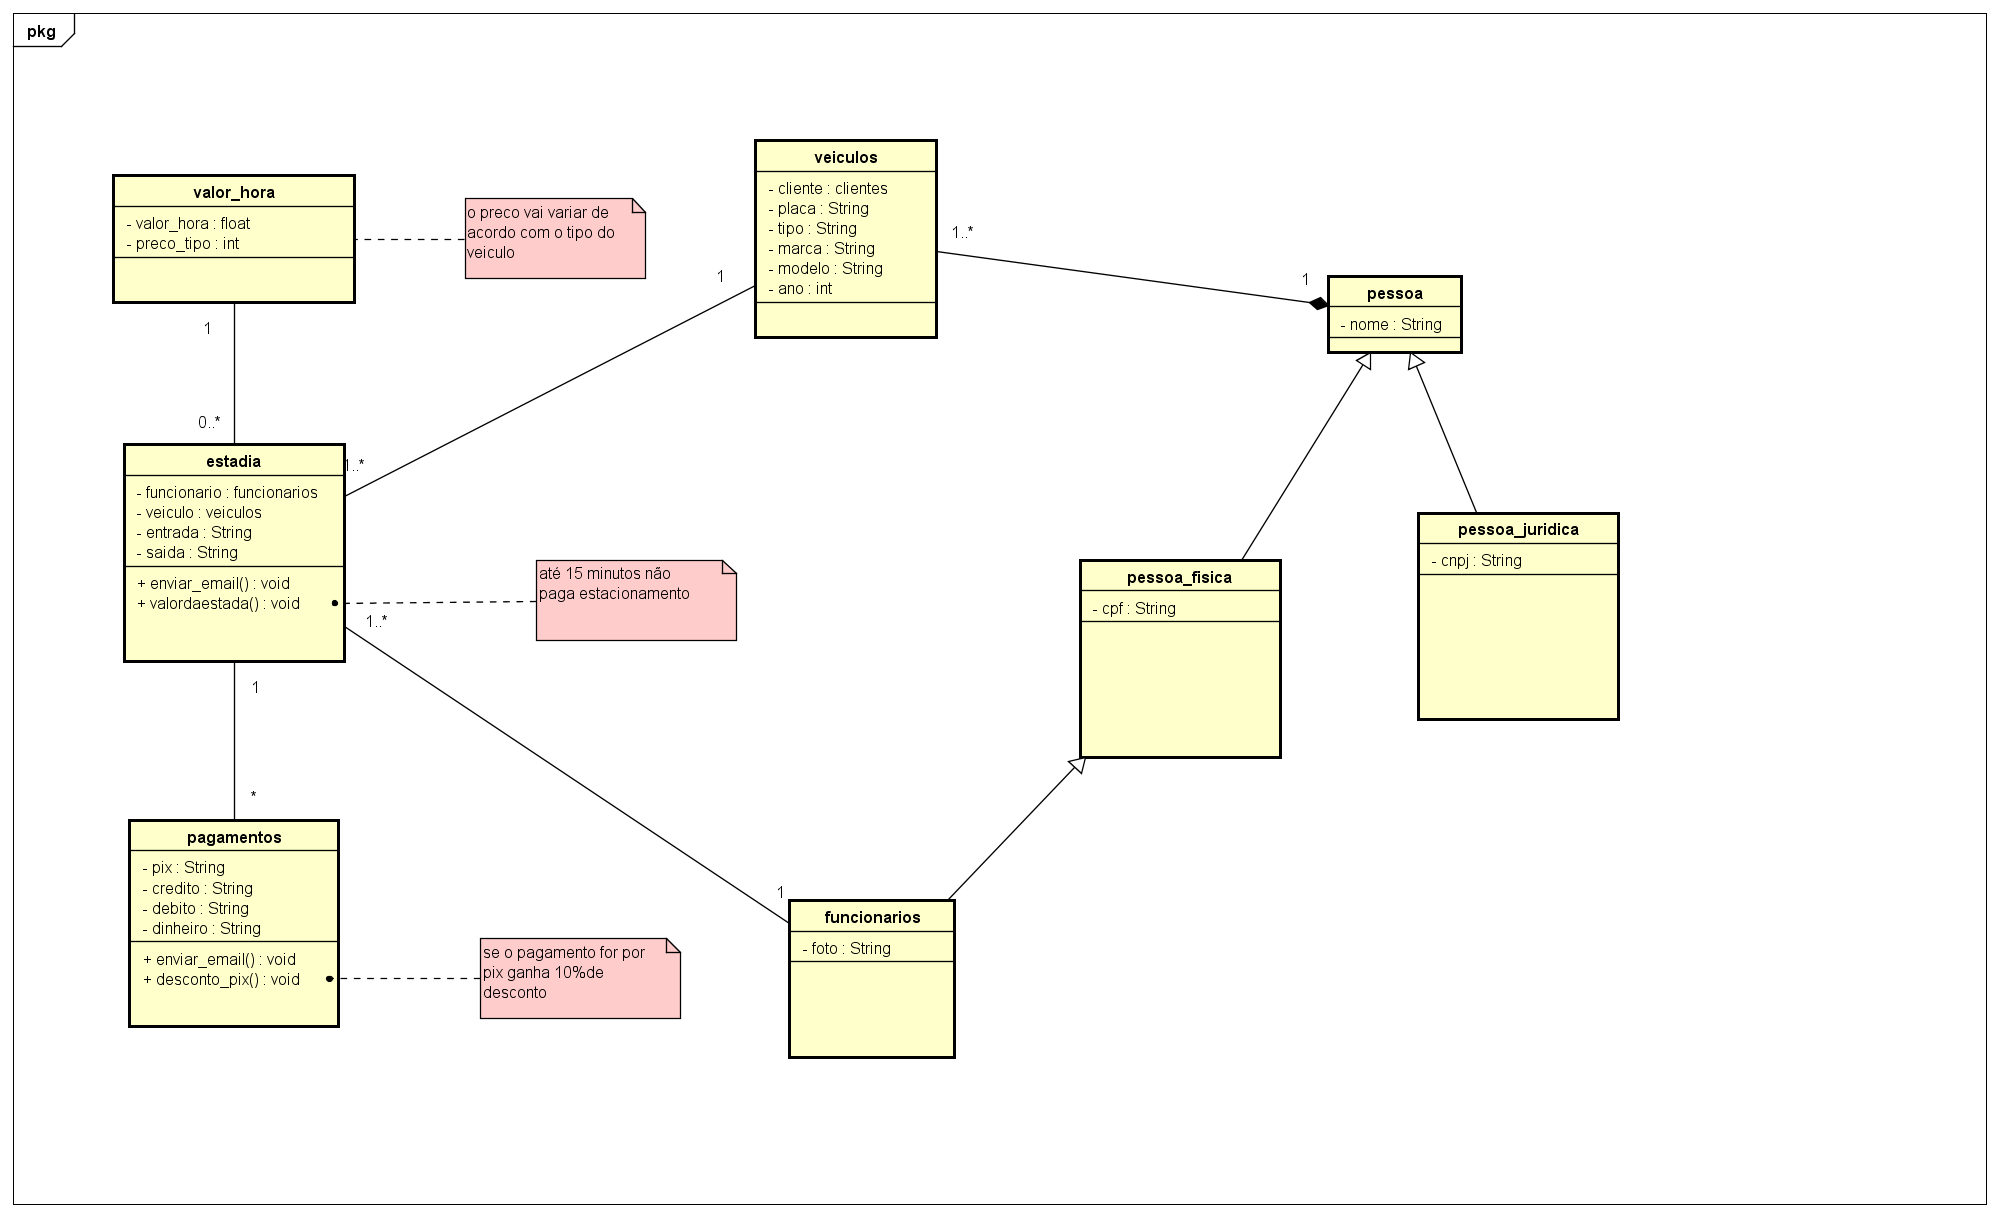 pkg
valor_hora
- valor_hora : float
- preco_tipo : int
o preco vai variar de
acordo com o tipo do
veiculo
veiculos
- cliente : clientes
- placa : String
- tipo : String
- marca : String
- modelo : String
- ano : int
1..*
1
pessoa
- nome : String
1
1
0..*
1..*
estadia
- funcionario : funcionarios
- veiculo : veiculos
- entrada : String
- saida : String
+ enviar_email() : void
+ valordaestada() : void
até 15 minutos não
paga estacionamento
1..*
1
*
pessoa_fisica
- cpf : String
pessoa_juridica
- cnpj : String
pagamentos
- pix : String
- credito : String
- debito : String
- dinheiro : String
+ enviar_email() : void
+ desconto_pix() : void
se o pagamento for por
pix ganha 10%de
desconto
1
funcionarios
- foto : String